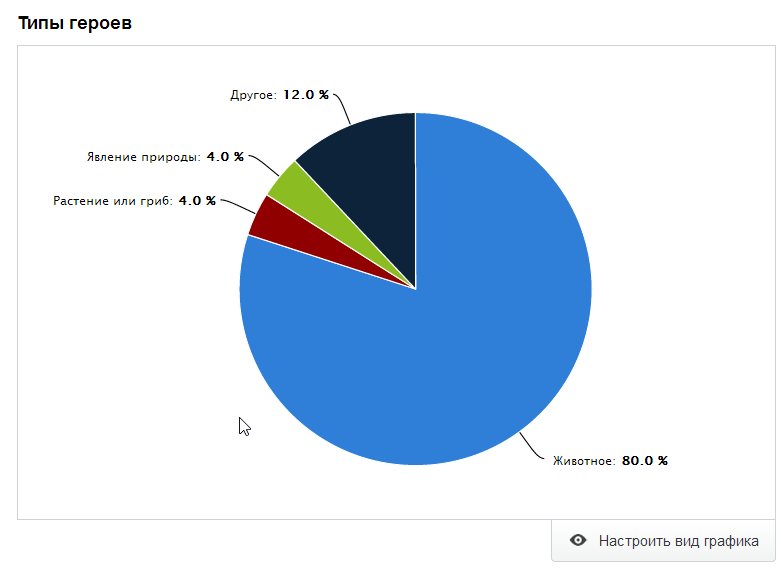 Типы героев
Другое: 12.0 %
Явление природы: 4.0 %
Растение или гриб: 4.0 %
Животное: 80.0 %
Настроить вид графика